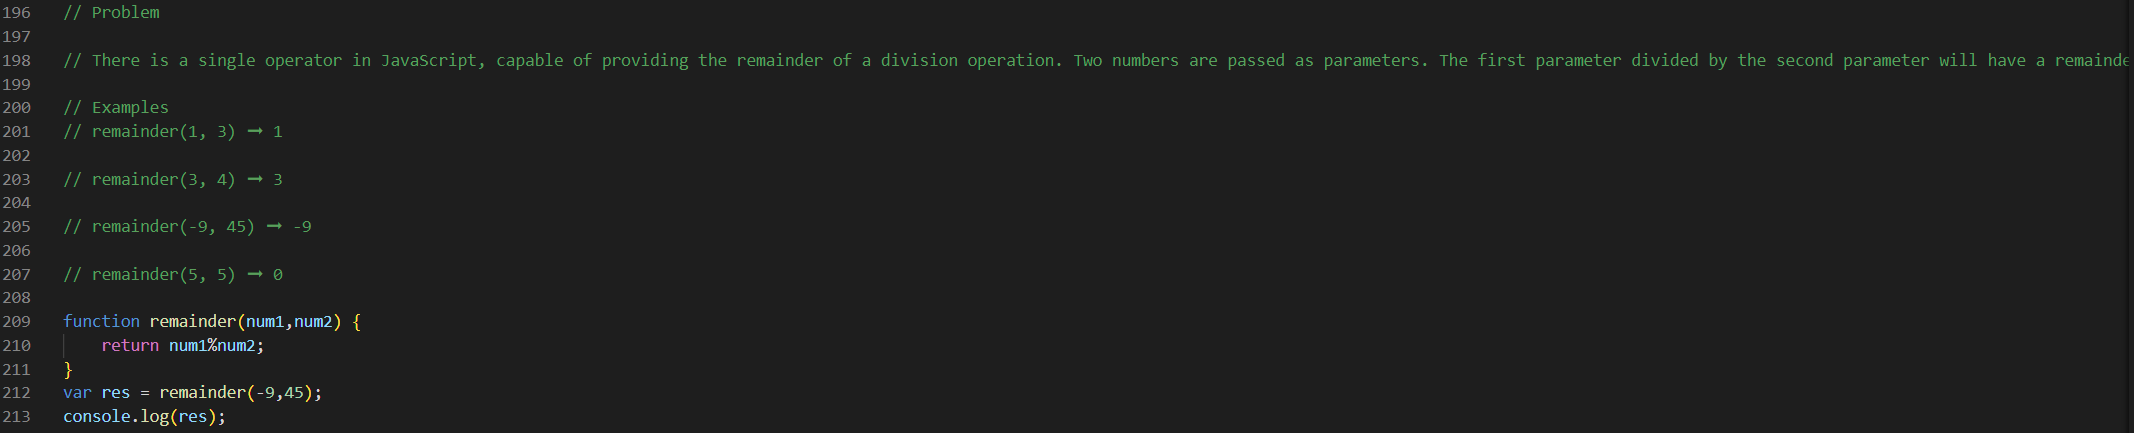 196 // Problem
197
198 // There is a single operator in JavaScript, capable of providing the remainder of a division operation. Two numbers are passed as parameters. The first parameter divided by the second parameter will have a
199
200 // Examples
201 // remainder(1, 3) ➞ 1
202
203 // remainder(3, 4) ➞ 3
204
205 // remainder(-9, 45) ➞ -9
206
207 // remainder(5, 5) ➞ 0
208
209 function remainder(num1,num2) {
210 return num1%num2;
211 }
212 var res = remainder(-9,45);
213 console.log(res);